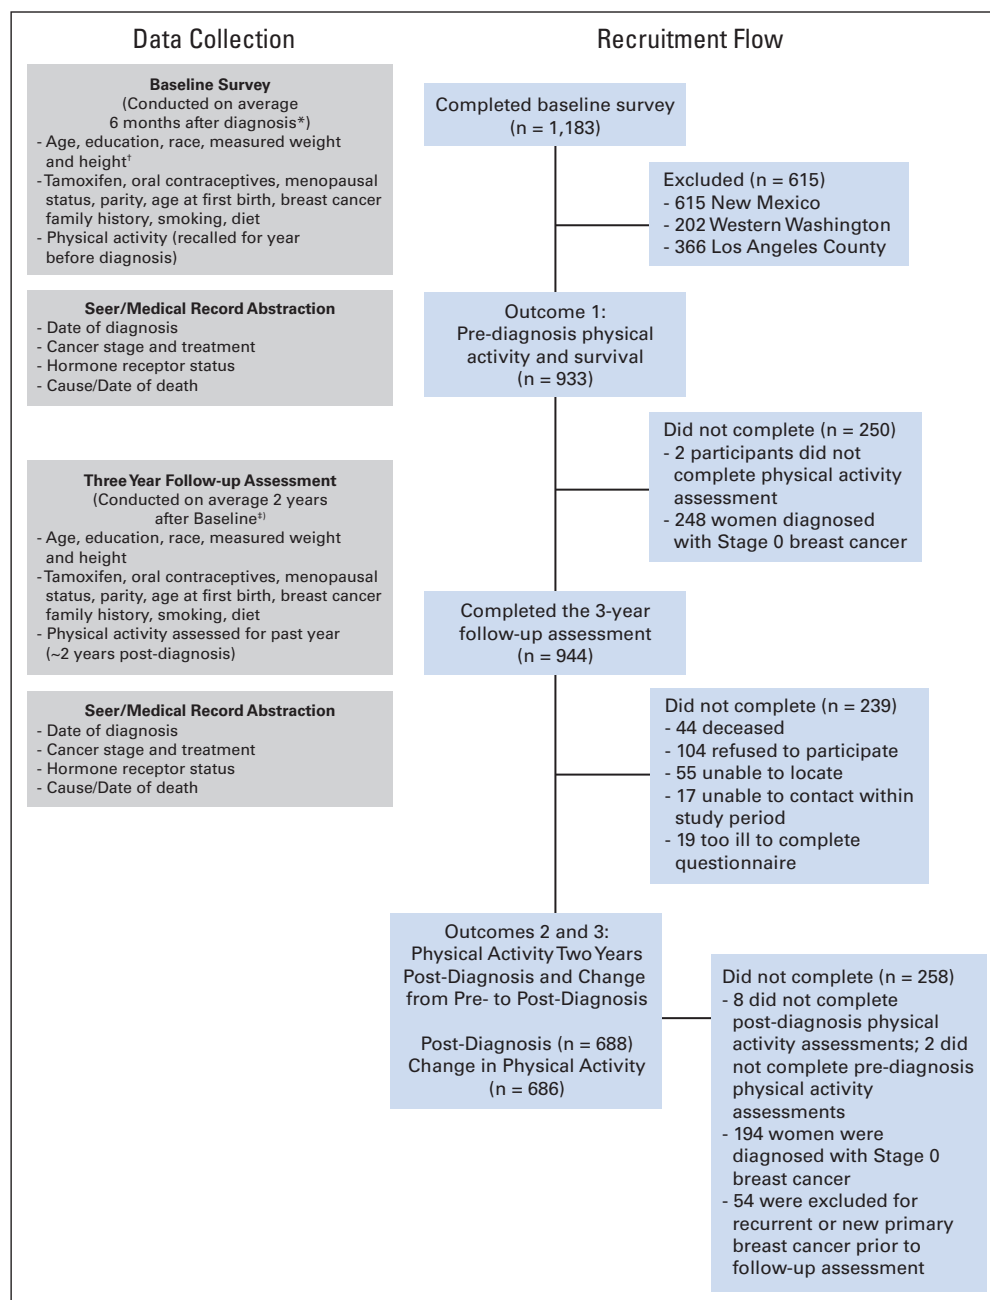 Data Collection
Baseline Survey
(Conducted on average
6 months after diagnosis*)
- Age, education, race, measured weight
and height†
- Tamoxifen, oral contraceptives, menopausal
status, parity, age at first birth, breast cancer
family history, smoking, diet
- Physical activity (recalled for year
before diagnosis)
Seer/Medical Record Abstraction
- Date of diagnosis
- Cancer stage and treatment
- Hormone receptor status
- Cause/Date of death
Three Year Follow-up Assessment
(Conducted on average 2 years
after Baseline‡)
- Age, education, race, measured weight
and height
- Tamoxifen, oral contraceptives, menopausal
status, parity, age at first birth, breast cancer
family history, smoking, diet
- Physical activity assessed for past year
(~2 years post-diagnosis)
Seer/Medical Record Abstraction
- Date of diagnosis
- Cancer stage and treatment
- Hormone receptor status
- Cause/Date of death
Recruitment Flow
Completed baseline survey
(n = 1,183)
Excluded (n = 615)
- 615 New Mexico
- 202 Western Washington
- 366 Los Angeles County
Outcome 1:
Pre-diagnosis physical
activity and survival
(n = 933)
Did not complete (n = 250)
- 2 participants did not
complete physical activity
assessment
- 248 women diagnosed
with Stage 0 breast cancer
Completed the 3-year
follow-up assessment
(n = 944)
Did not complete (n = 239)
- 44 deceased
- 104 refused to participate
- 55 unable to locate
- 17 unable to contact within
study period
- 19 too ill to complete
questionnaire
Outcomes 2 and 3:
Physical Activity Two Years
Post-Diagnosis and Change
from Pre- to Post-Diagnosis
Post-Diagnosis (n = 688)
Change in Physical Activity
(n = 686)
Did not complete (n = 258)
- 8 did not complete
post-diagnosis physical
activity assessments; 2 did
not complete pre-diagnosis
physical activity
assessments
- 194 women were
diagnosed with Stage 0
breast cancer
- 54 were excluded for
recurrent or new primary
breast cancer prior to
follow-up assessment